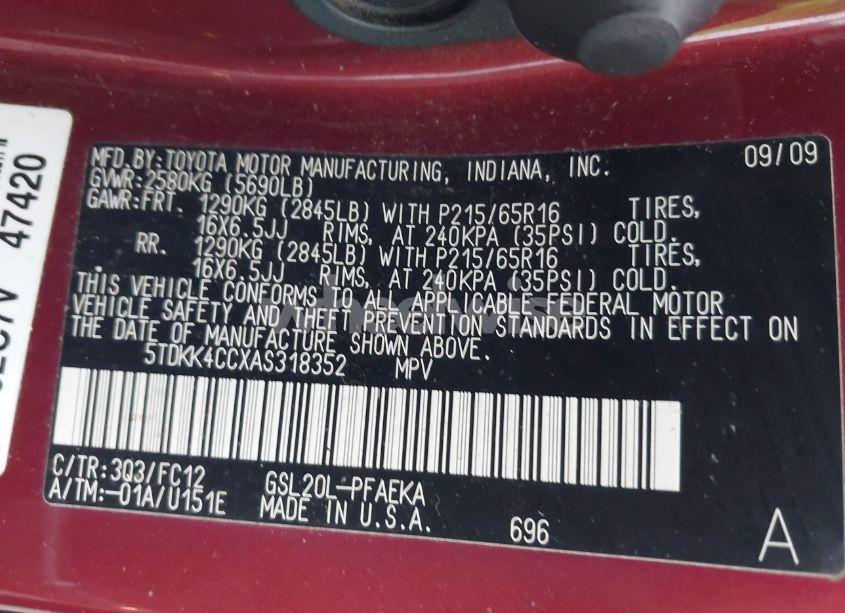 47420
MFD.BY:TOYOTA MOTOR MANUFACTURING, INDIANA, INC. 09/09
GVWR:2580KG (5690LB)
GAWR:FRT. 1290KG (2845LB) WITH P215/65R16 TIRES,
16X6.5JJ RIMS, AT 240KPA (35PSI) COLD.
RR. 1290KG (2845LB) WITH P215/65R16 TIRES,
16X6.5JJ RIMS, AT 240KPA (35PSI) COLD.
THIS VEHICLE CONFORMS TO ALL APPLICABLE FEDERAL MOTOR
VEHICLE SAFETY AND THEFT PREVENTION STANDARDS IN EFFECT ON
THE DATE OF MANUFACTURE SHOWN ABOVE.
5TDKK4CCXAS318352 MPV
C/TR:3Q3/FC12 GSL20L-PFAEKA
A/TM:-01A/U151E MADE IN U.S.A.
696
A